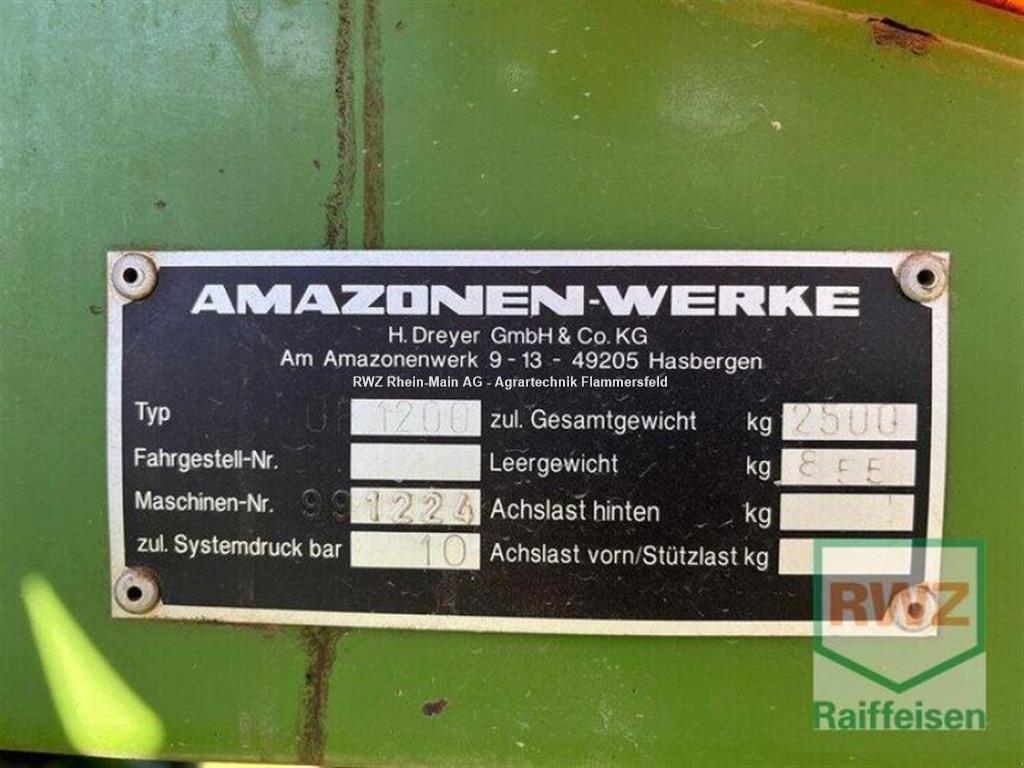 AMAZONEN-WERKE
H. Dreyer GmbH & Co. KG
Am Amazonenwerk 9 - 13 - 49205 Hasbergen
RWZ Rhein-Main AG - Agrartechnik Flammersfeld
Typ 1200 zul. Gesamtgewicht kg 2500
Fahrgestell-Nr. Leergewicht kg 855
Maschinen-Nr. 991224 Achslast hinten kg
zul. Systemdruck bar 10 Achslast vorn/Stützlast kg
RWZ
Raiffeisen